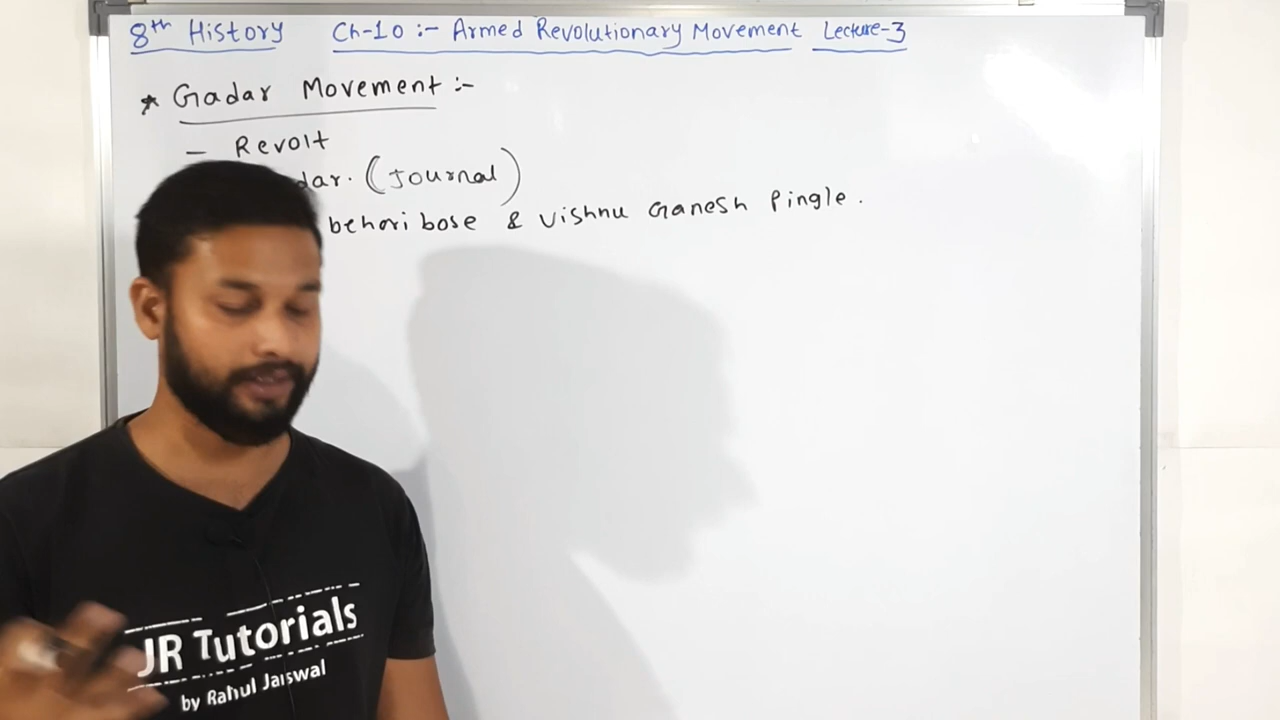 8th History Ch-10 :- Armed Revolutionary Movement Lecture-3
* Gadar Movement :-
- Revolt
dar. (Journal)
behari bose & Vishnu Ganesh Pingle.
JR Tutorials
by Rahul Jaiswal